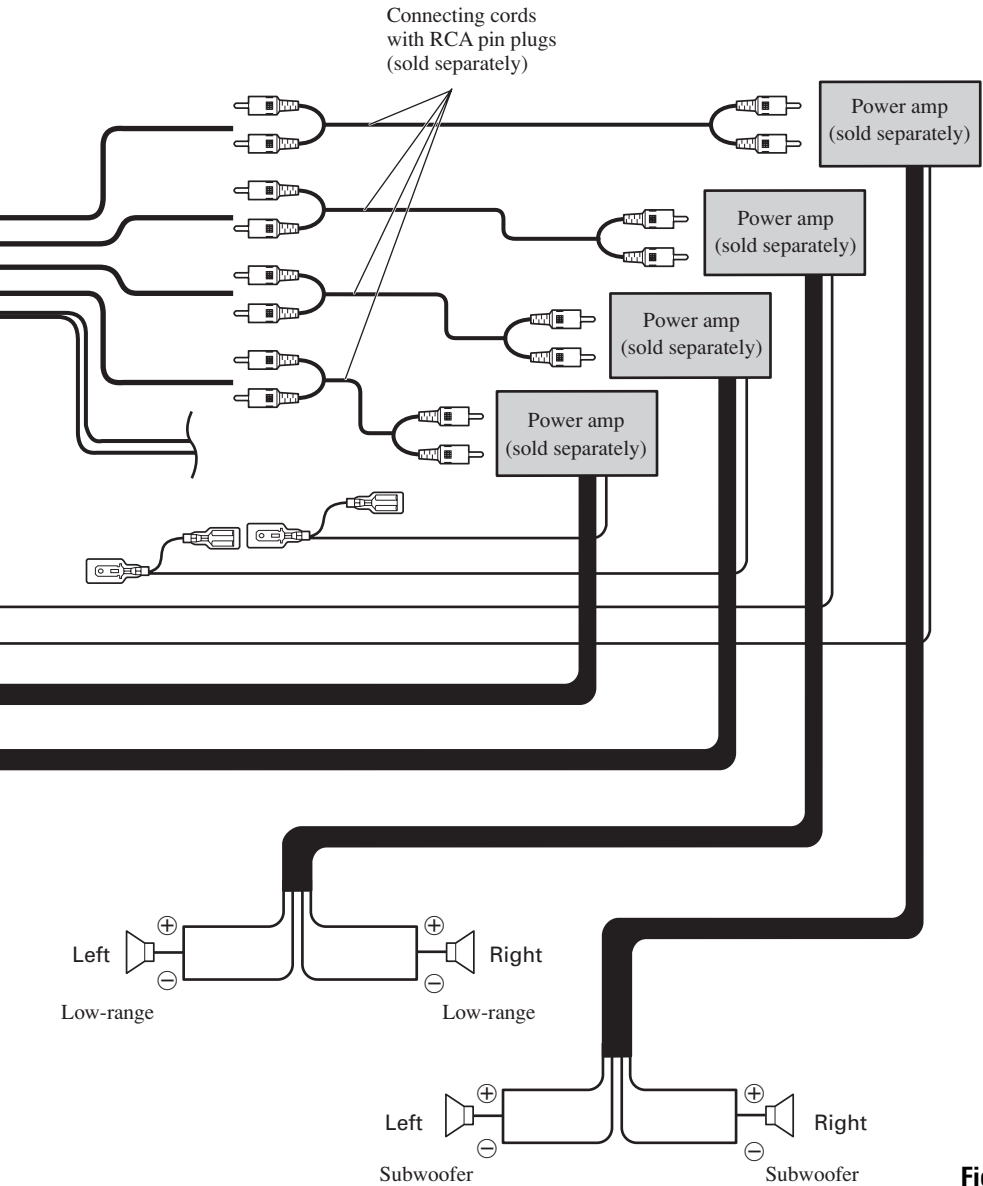 Connecting cords
with RCA pin plugs
(sold separately)
Power amp
(sold separately)
Power amp
(sold separately)
Power amp
(sold separately)
Power amp
(sold separately)
⊕
⊕
Left
Right
⊖
⊖
Low-range
Low-range
⊕
⊕
Left
Right
⊖
⊖
Subwoofer
Subwoofer